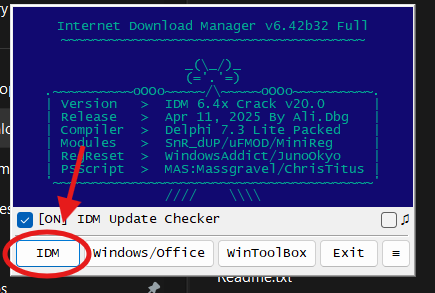 Internet Download Manager v6.42b32 Full
~~~~~~~~~~~~~~~~~~~~~~~~~~~~~~~~~~~~~~~
_(\_/)_
(='.'=)
.~~~~~~~~~~~oOOo~~~~~/\~~~~~oOOo~~~~~~~~~~~.
| Version > IDM 6.4x Crack v20.0 |
| Release > Apr 11, 2025 By Ali.Dbg |
| Compiler > Delphi 7.3 Lite Packed |
| Modules > SnR_dUP/uFMOD/MiniReg |
| RegReset > WindowsAddict/JunoOkyo |
| PSScript > MAS:Massgravel/ChrisTitus |
'~~~~~~~~~~~~~~~~~~~~~~~~~~~~~~~~~~~~~~~~~'
//// \\\\
[ON] IDM Update Checker ♫
IDM Windows/Office WinToolBox Exit ≡
Readme.txt